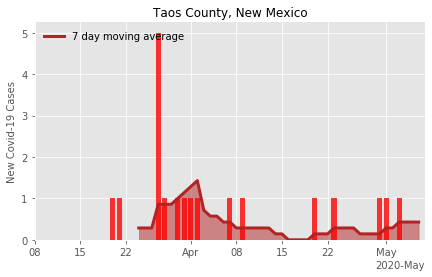 Taos County, New Mexico
7 day moving average
New Covid-19 Cases
5
4
3
2
1
0
08 15 22 Apr 08 15 22 May
2020-May